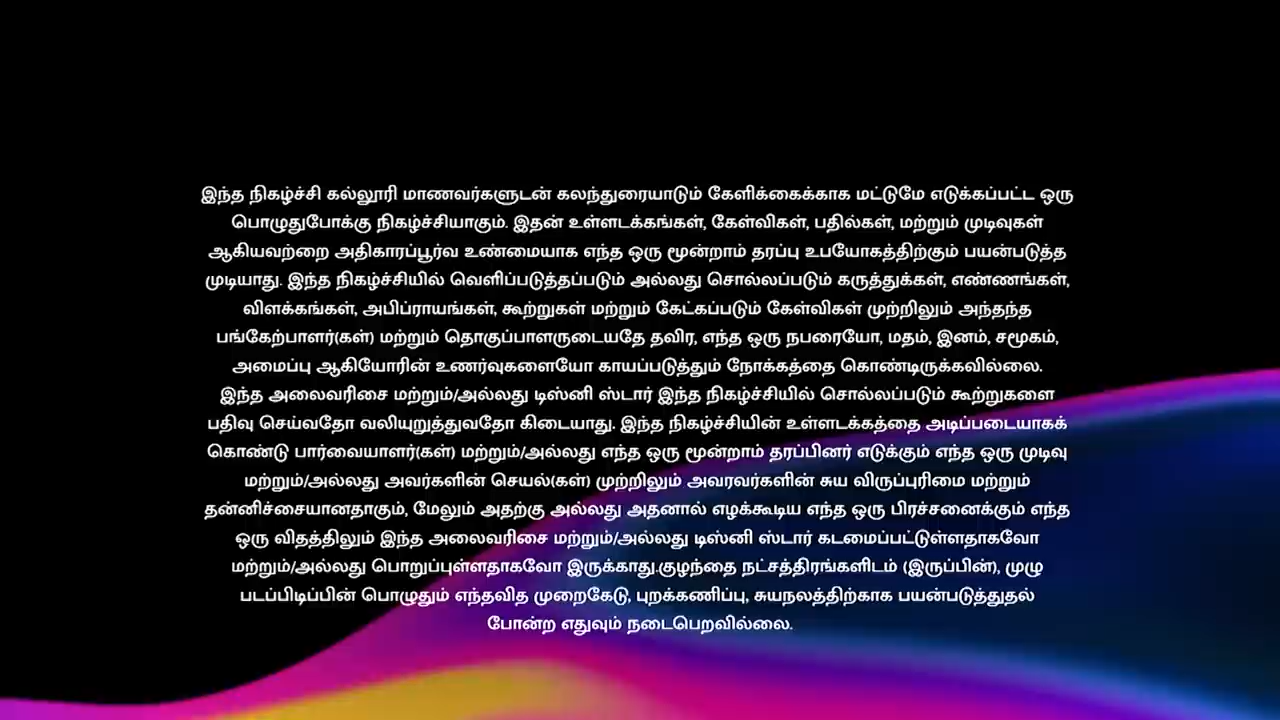 இந்த நிகழ்ச்சி கல்லூரி மாணவர்களுடன் கலந்துரையாடும் கேளிக்கைக்காக மட்டுமே எடுக்கப்பட்ட ஒரு
பொழுதுபோக்கு நிகழ்ச்சியாகும். இதன் உள்ளடக்கங்கள், கேள்விகள், பதில்கள், மற்றும் முடிவுகள்
ஆகியவற்றை அதிகாரப்பூர்வ உண்மையாக எந்த ஒரு மூன்றாம் தரப்பு உபயோகத்திற்கும் பயன்படுத்த
முடியாது. இந்த நிகழ்ச்சியில் வெளிப்படுத்தப்படும் அல்லது சொல்லப்படும் கருத்துக்கள், எண்ணங்கள்,
விளக்கங்கள், அபிப்ராயங்கள், கூற்றுகள் மற்றும் கேட்கப்படும் கேள்விகள் முற்றிலும் அந்தந்த
பங்கேற்பாளர்(கள்) மற்றும் தொகுப்பாளருடையதே தவிர, எந்த ஒரு நபரையோ, மதம், இனம், சமூகம்,
அமைப்பு ஆகியோரின் உணர்வுகளையோ காயப்படுத்தும் நோக்கத்தை கொண்டிருக்கவில்லை.
இந்த அலைவரிசை மற்றும்/அல்லது டிஸ்னி ஸ்டார் இந்த நிகழ்ச்சியில் சொல்லப்படும் கூற்றுகளை
பதிவு செய்வதோ வலியுறுத்துவதோ கிடையாது. இந்த நிகழ்ச்சியின் உள்ளடக்கத்தை அடிப்படையாகக்
கொண்டு பார்வையாளர்(கள்) மற்றும்/அல்லது எந்த ஒரு மூன்றாம் தரப்பினர் எடுக்கும் எந்த ஒரு முடிவு
மற்றும்/அல்லது அவர்களின் செயல்(கள்) முற்றிலும் அவரவர்களின் சுய விருப்புரிமை மற்றும்
தன்னிச்சையானதாகும், மேலும் அதற்கு அல்லது அதனால் எழக்கூடிய எந்த ஒரு பிரச்சனைக்கும் எந்த
ஒரு விதத்திலும் இந்த அலைவரிசை மற்றும்/அல்லது டிஸ்னி ஸ்டார் கடமைப்பட்டுள்ளதாகவோ
மற்றும்/அல்லது பொறுப்புள்ளதாகவோ இருக்காது.குழந்தை நட்சத்திரங்களிடம் (இருப்பின்), முழு
படப்பிடிப்பின் பொழுதும் எந்தவித முறைகேடு, புறக்கணிப்பு, சுயநலத்திற்காக பயன்படுத்துதல்
போன்ற எதுவும் நடைபெறவில்லை.